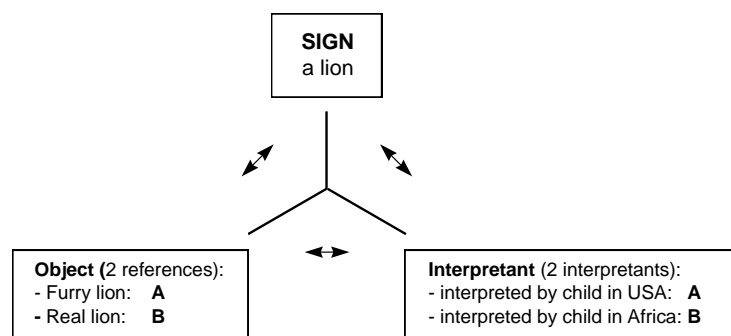 SIGN
a lion
Object (2 references):
- Furry lion: A
- Real lion: B
Interpretant (2 interpretants):
- interpreted by child in USA: A
- interpreted by child in Africa: B